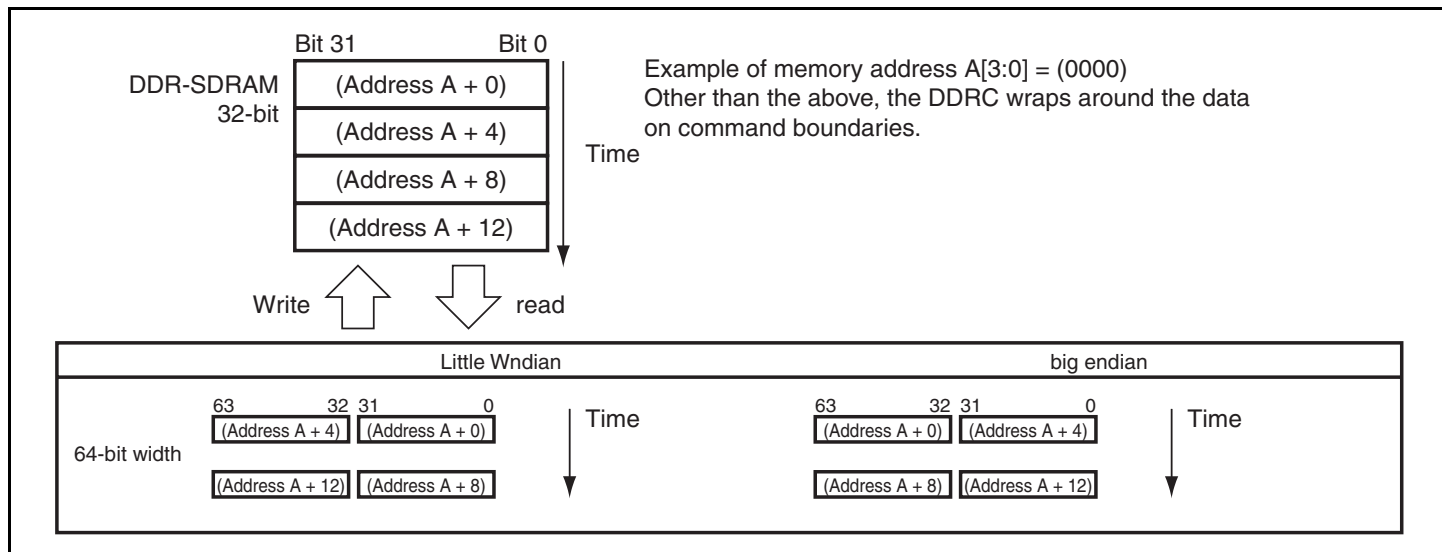 Bit 31 Bit 0
DDR-SDRAM
32-bit
(Address A + 0)
(Address A + 4)
(Address A + 8)
(Address A + 12)
Time
Example of memory address A[3:0] = (0000)
Other than the above, the DDRC wraps around the data
on command boundaries.
Write read
Little Wndian big endian
64-bit width
63 32 31 0
(Address A + 4) (Address A + 0)
(Address A + 12) (Address A + 8)
Time
63 32 31 0
(Address A + 0) (Address A + 4)
(Address A + 8) (Address A + 12)
Time